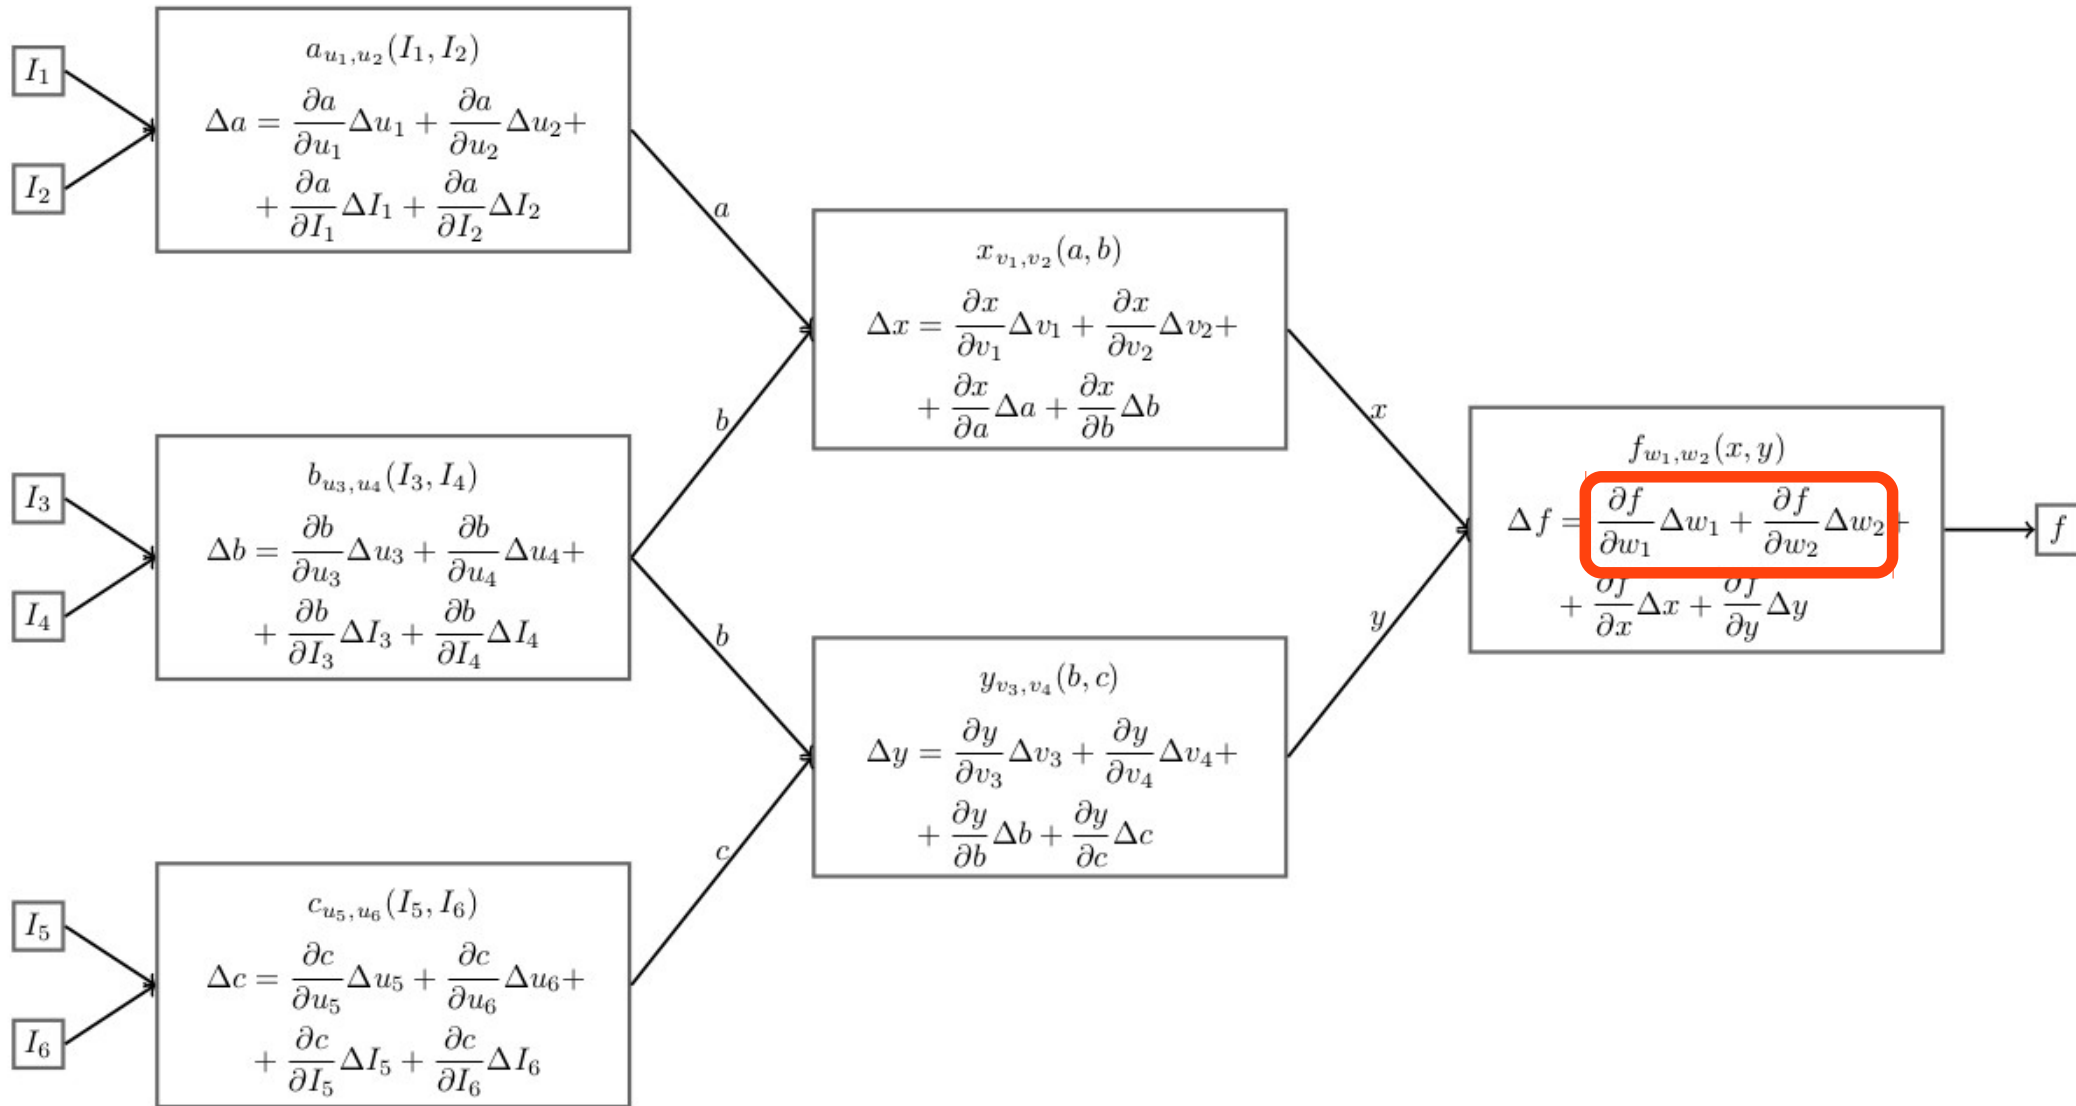 I₁
I₂
a_{u₁,u₂}(I₁, I₂)
Δa = ∂a/∂u₁ Δu₁ + ∂a/∂u₂ Δu₂+
+ ∂a/∂I₁ ΔI₁ + ∂a/∂I₂ ΔI₂
a
I₃
I₄
b_{u₃,u₄}(I₃, I₄)
Δb = ∂b/∂u₃ Δu₃ + ∂b/∂u₄ Δu₄+
+ ∂b/∂I₃ ΔI₃ + ∂b/∂I₄ ΔI₄
b
b
I₅
I₆
c_{u₅,u₆}(I₅, I₆)
Δc = ∂c/∂u₅ Δu₅ + ∂c/∂u₆ Δu₆+
+ ∂c/∂I₅ ΔI₅ + ∂c/∂I₆ ΔI₆
c
x_{v₁,v₂}(a, b)
Δx = ∂x/∂v₁ Δv₁ + ∂x/∂v₂ Δv₂+
+ ∂x/∂a Δa + ∂x/∂b Δb
x
y_{v₃,v₄}(b, c)
Δy = ∂y/∂v₃ Δv₃ + ∂y/∂v₄ Δv₄+
+ ∂y/∂b Δb + ∂y/∂c Δc
y
f_{w₁,w₂}(x, y)
Δf = ∂f/∂w₁ Δw₁ + ∂f/∂w₂ Δw₂+
+ ∂f/∂x Δx + ∂f/∂y Δy
f